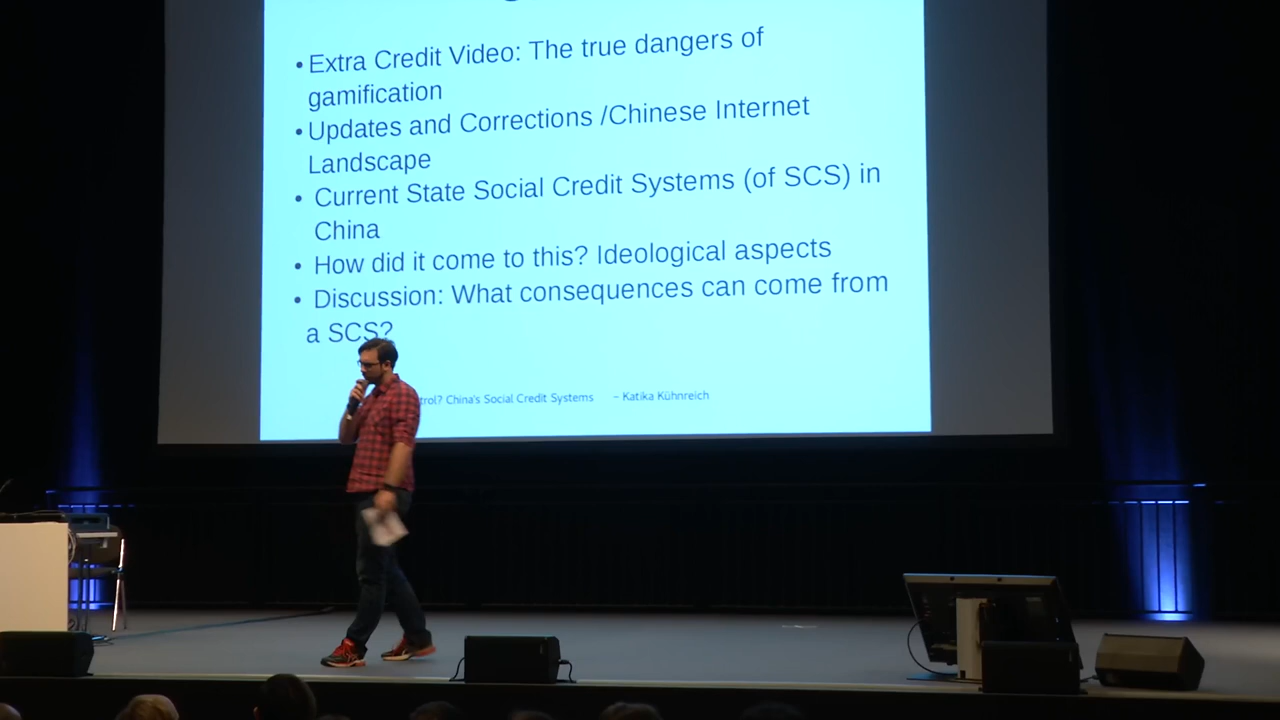 • Extra Credit Video: The true dangers of
gamification
• Updates and Corrections /Chinese Internet
Landscape
• Current State Social Credit Systems (of SCS) in
China
• How did it come to this? Ideological aspects
• Discussion: What consequences can come from
a SCS?
China's Social Credit Systems – Katika Kühnreich